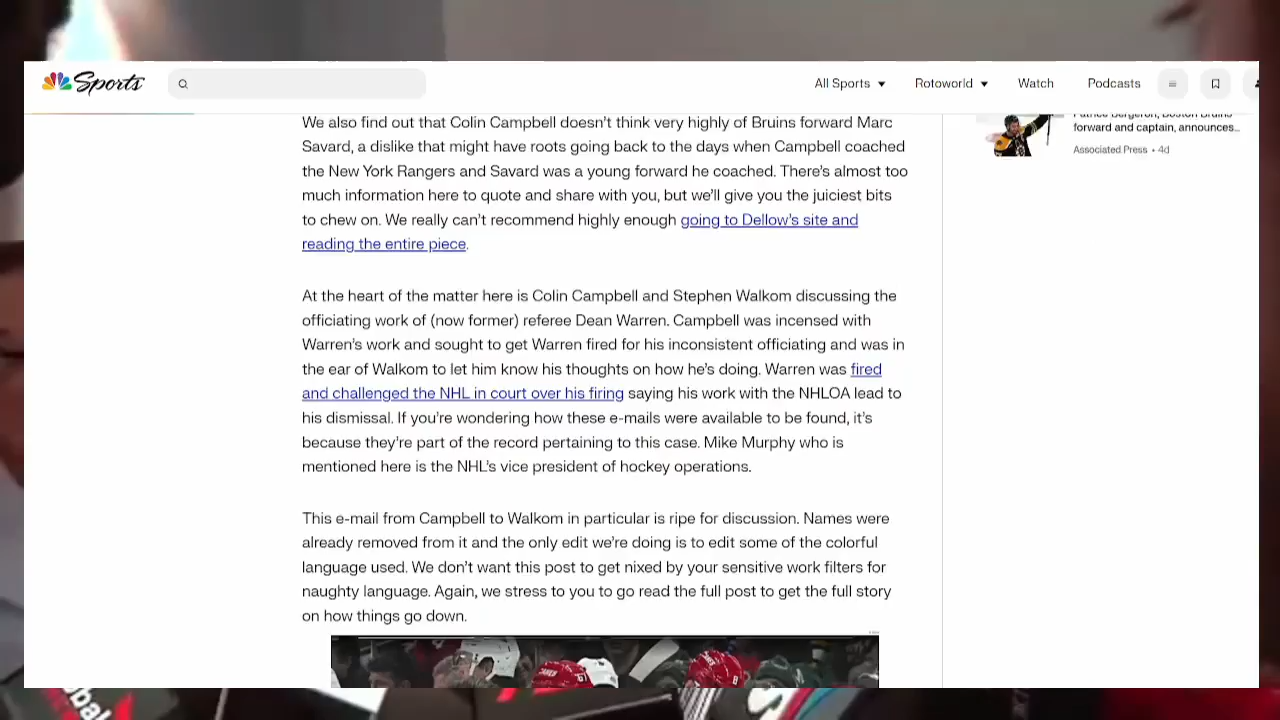 Sports
All Sports
Rotoworld
Watch
Podcasts
We also find out that Colin Campbell doesn’t think very highly of Bruins forward Marc
Savard, a dislike that might have roots going back to the days when Campbell coached
the New York Rangers and Savard was a young forward he coached. There’s almost too
much information here to quote and share with you, but we’ll give you the juiciest bits
to chew on. We really can’t recommend highly enough going to Dellow’s site and
reading the entire piece.
At the heart of the matter here is Colin Campbell and Stephen Walkom discussing the
officiating work of (now former) referee Dean Warren. Campbell was incensed with
Warren’s work and sought to get Warren fired for his inconsistent officiating and was in
the ear of Walkom to let him know his thoughts on how he’s doing. Warren was fired
and challenged the NHL in court over his firing saying his work with the NHLOA lead to
his dismissal. If you’re wondering how these e-mails were available to be found, it’s
because they’re part of the record pertaining to this case. Mike Murphy who is
mentioned here is the NHL’s vice president of hockey operations.
This e-mail from Campbell to Walkom in particular is ripe for discussion. Names were
already removed from it and the only edit we’re doing is to edit some of the colorful
language used. We don’t want this post to get nixed by your sensitive work filters for
naughty language. Again, we stress to you to go read the full post to get the full story
on how things go down.
Patrice Bergeron, Boston Bruins
forward and captain, announces...
Associated Press • 4d